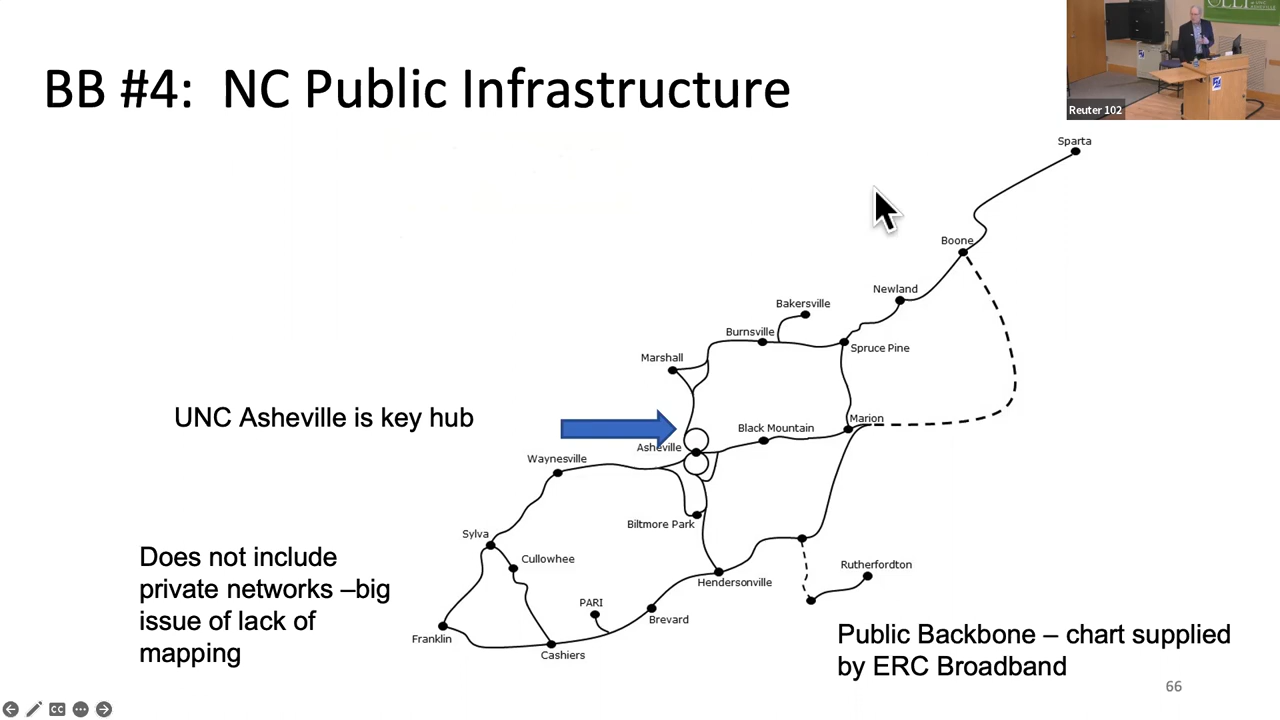 BB #4: NC Public Infrastructure
OLLI
Reuter 102
Sparta
Boone
Newland
Bakersville
Burnsville
Spruce Pine
Marshall
UNC Asheville is key hub
Marion
Black Mountain
Asheville
Waynesville
Biltmore Park
Sylva
Cullowhee
Does not include
private networks –big
issue of lack of
mapping
Hendersonville
Rutherfordton
PARI
Brevard
Franklin
Cashiers
Public Backbone – chart supplied
by ERC Broadband
66
CC